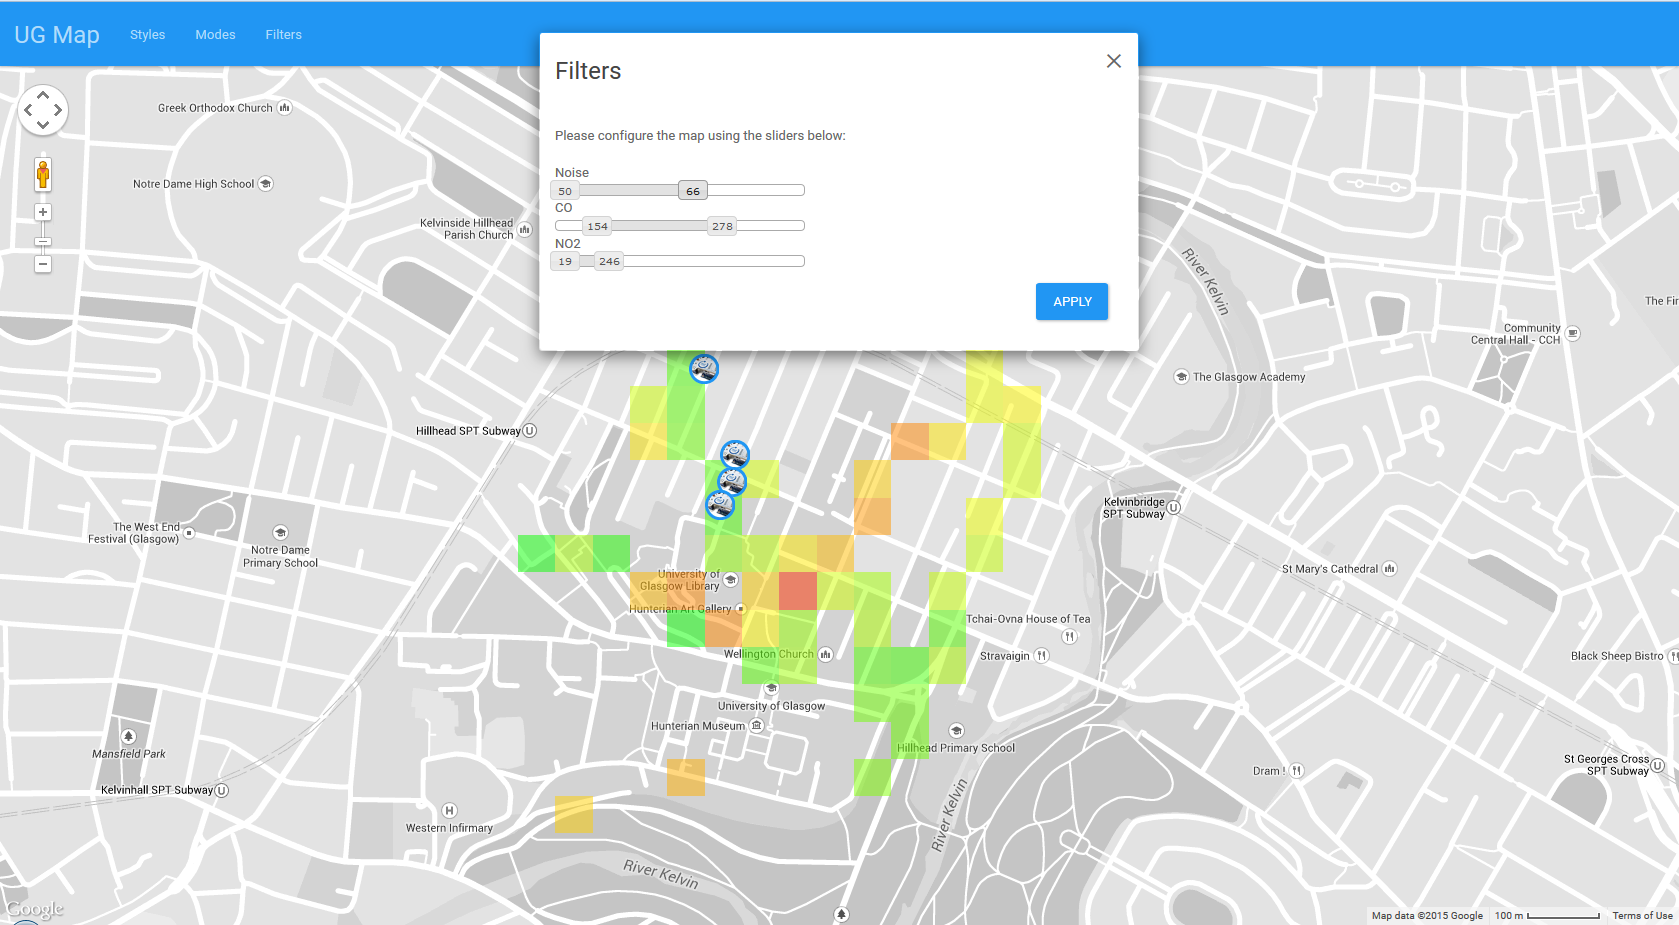 UG Map
Styles
Modes
Filters
Filters
Please configure the map using the sliders below:
Noise
50
66
CO
154
278
NO2
19
246
APPLY
Greek Orthodox Church
Notre Dame High School
Kelvinside Hillhead
Parish Church
River Kelvin
The Fir
Community
Central Hall - CCH
The Glasgow Academy
Hillhead SPT Subway
U
Kelvinbridge
SPT Subway
U
The West End
Festival (Glasgow)
Notre Dame
Primary School
University of
Glasgow Library
Hunterian Art Gallery
St Mary's Cathedral
Tchai-Ovna House of Tea
Stravaigin
Black Sheep Bistro
Wellington Church
University of Glasgow
Hunterian Museum
Hillhead Primary School
Mansfield Park
Dram !
St Georges Cross
SPT Subway
U
Kelvinhall SPT Subway
U
H
Western Infirmary
River Kelvin
River Kelvin
Google
Map data ©2015 Google
100 m
Terms of Use